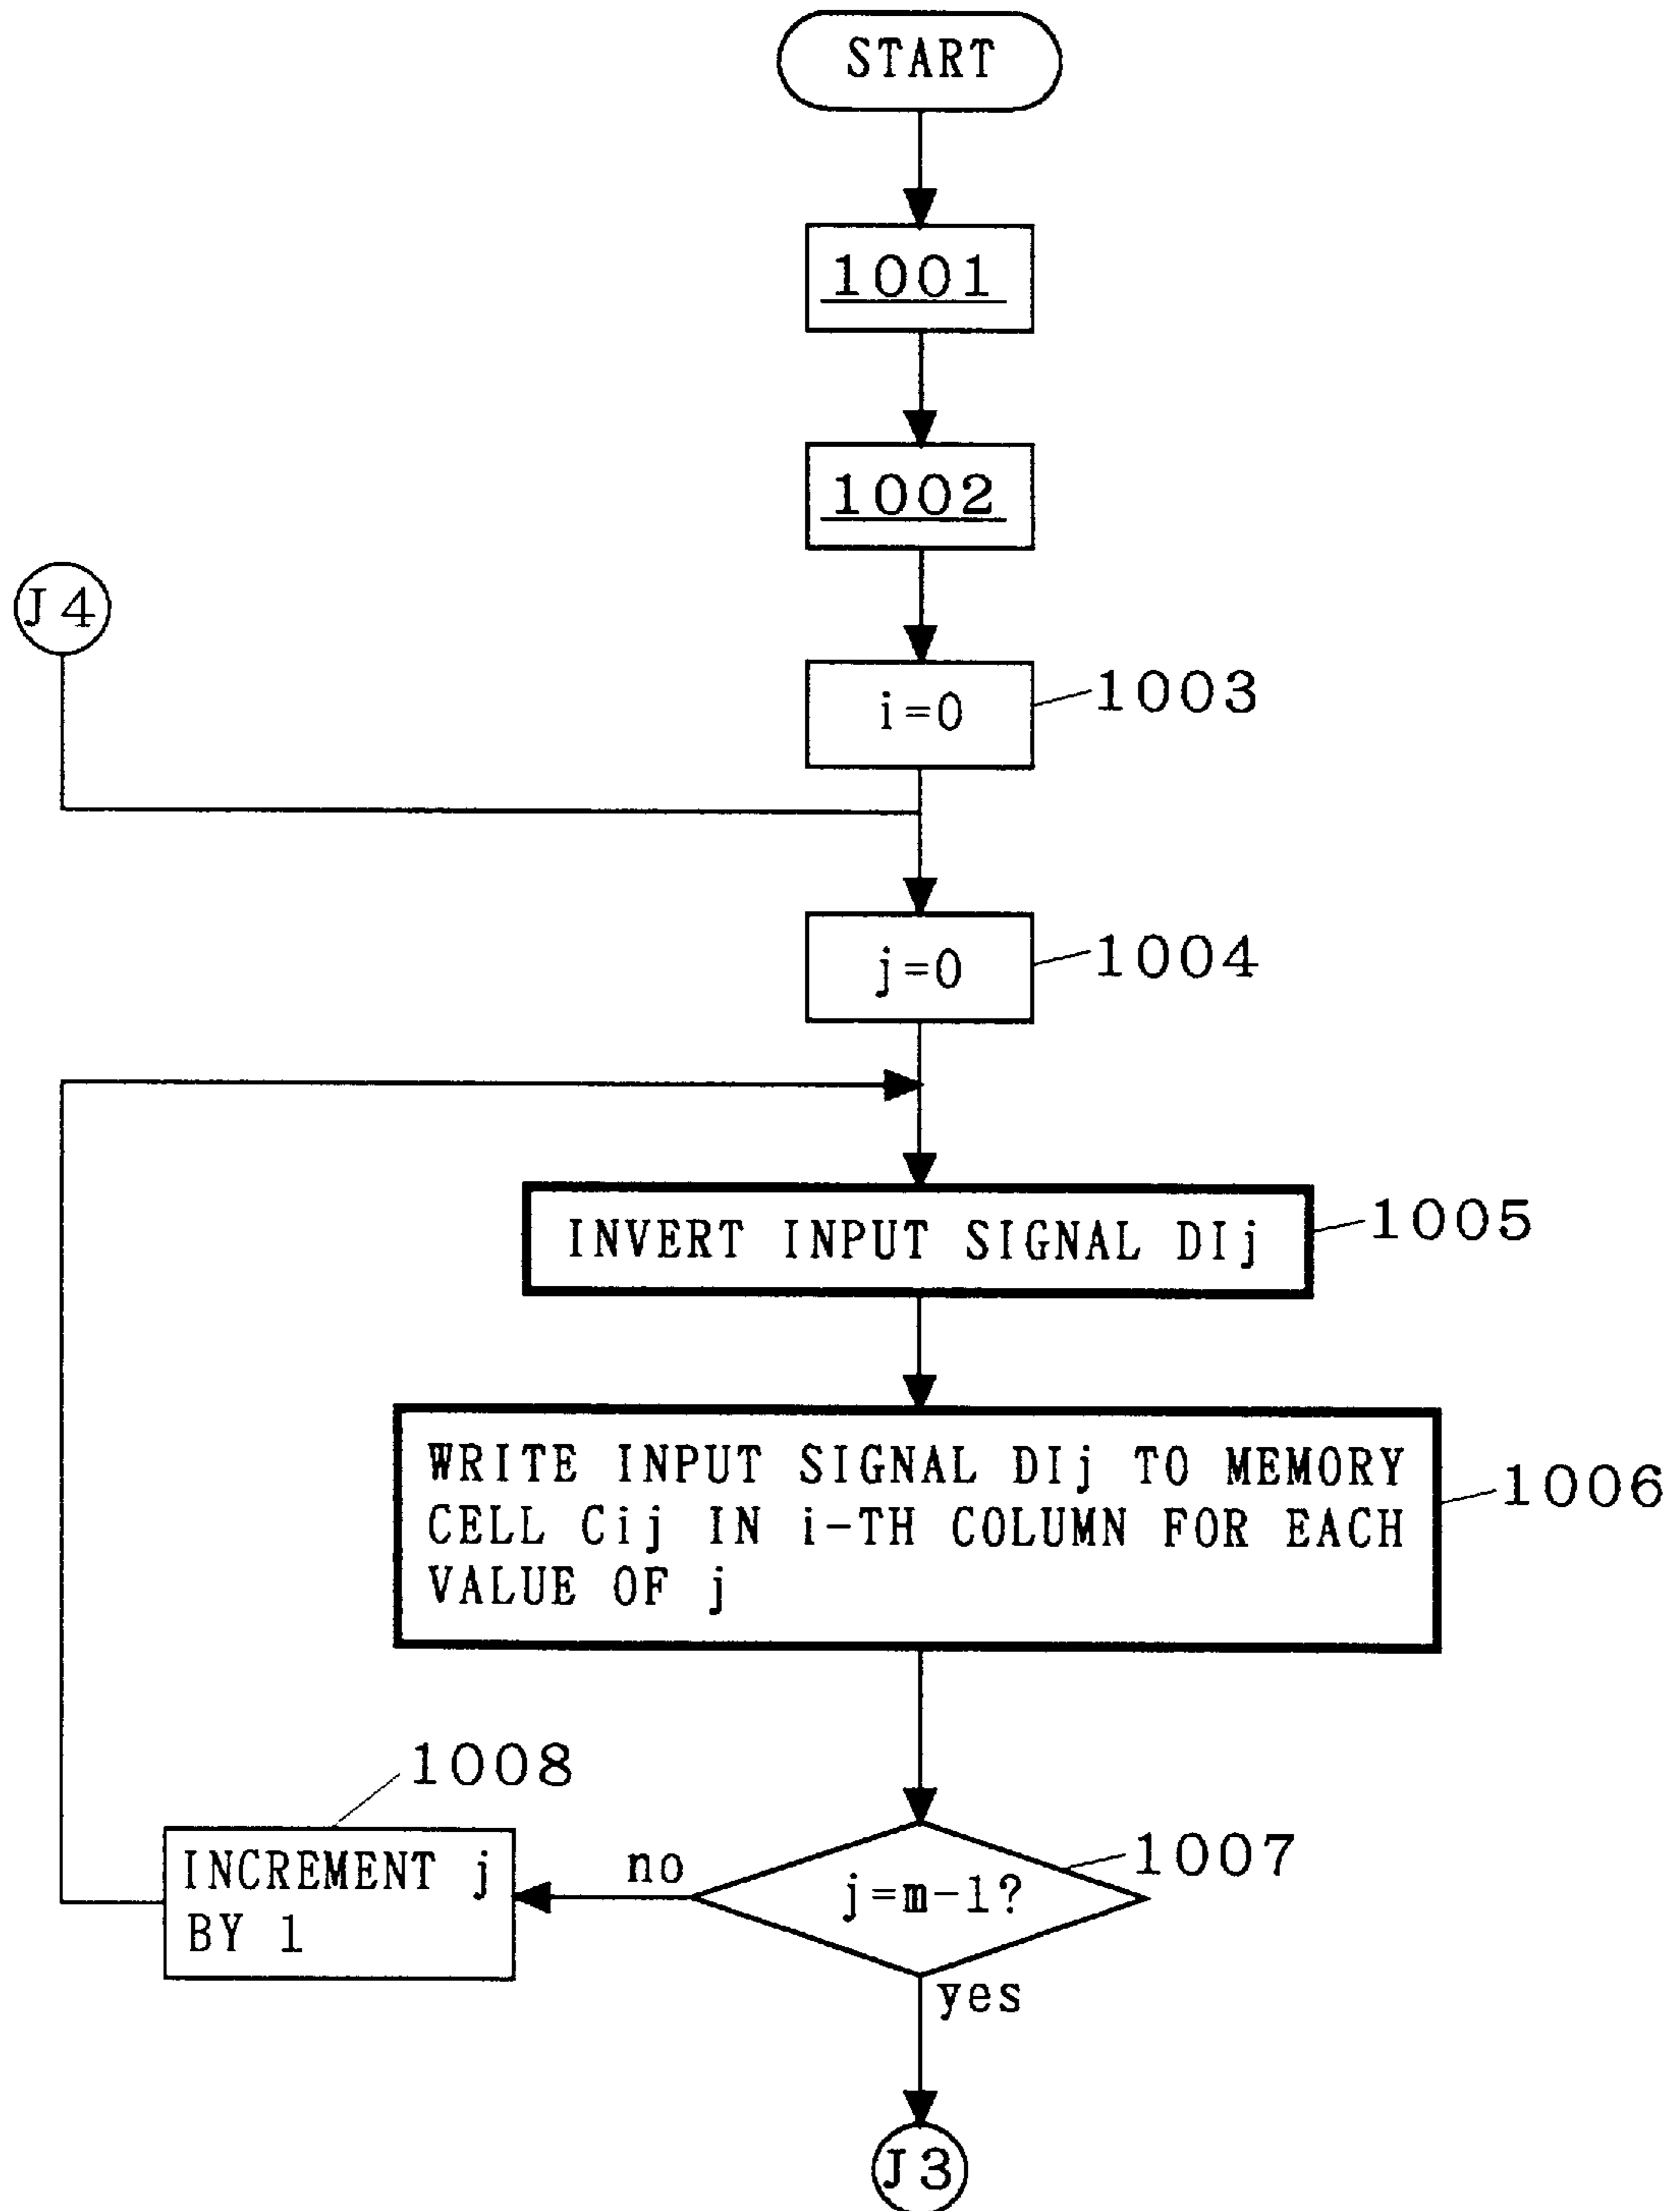 START
1001
1002
J4
i=0
1003
j=0
1004
INVERT INPUT SIGNAL DIj
1005
WRITE INPUT SIGNAL DIj TO MEMORY
CELL Cij IN i-TH COLUMN FOR EACH
VALUE OF j
1006
1008
INCREMENT j
BY 1
no
j=m-1?
1007
yes
J3